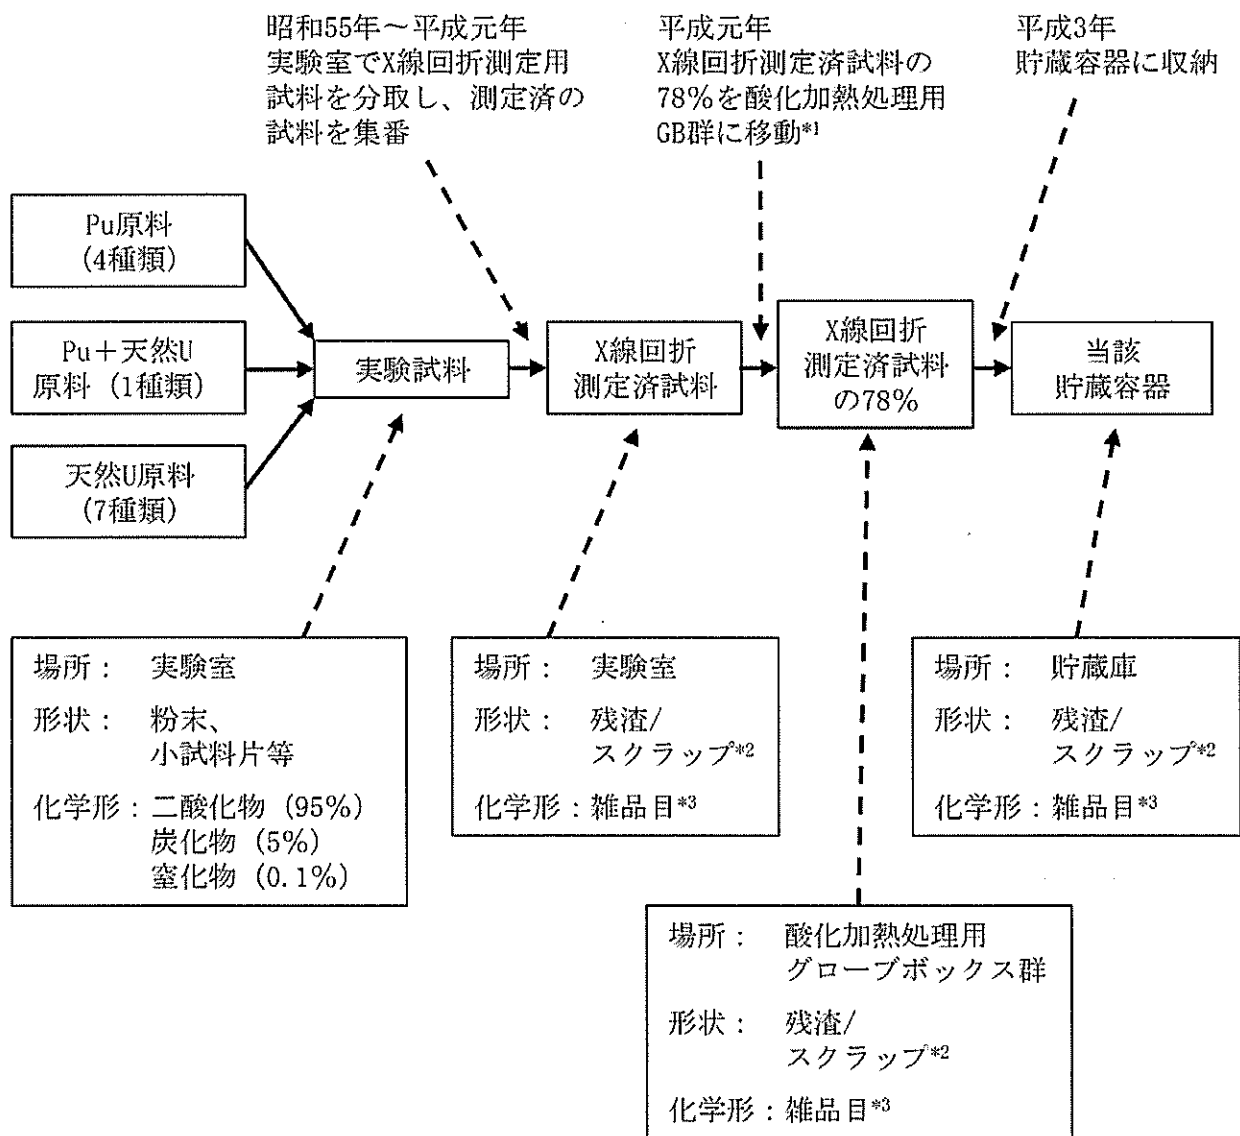 昭和55年～平成元年
実験室でX線回折測定用
試料を分取し、測定済の
試料を集番
平成元年
X線回折測定済試料の
78%を酸化加熱処理用
GB群に移動*1
平成3年
貯蔵容器に収納
Pu原料
(4種類)
Pu＋天然U
原料 (1種類)
天然U原料
(7種類)
実験試料
X線回折
測定済試料
X線回折
測定済試料
の78%
当該
貯蔵容器
場所： 実験室
形状： 粉末、
小試料片等
化学形：二酸化物 (95%)
炭化物 (5%)
窒化物 (0.1%)
場所： 実験室
形状： 残渣/
スクラップ*2
化学形：雑品目*3
場所： 貯蔵庫
形状： 残渣/
スクラップ*2
化学形：雑品目*3
場所： 酸化加熱処理用
グローブボックス群
形状： 残渣/
スクラップ*2
化学形：雑品目*3